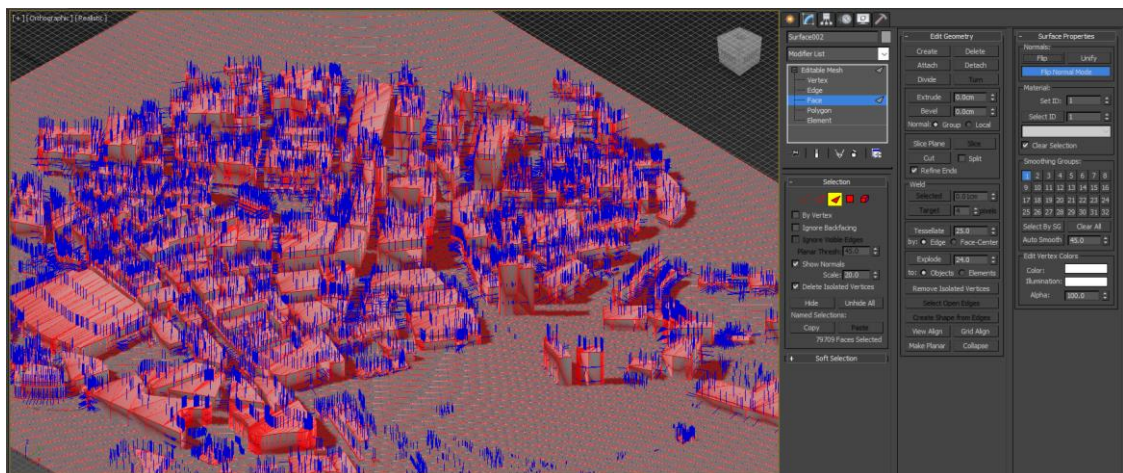 [+] [Orthographic] [Realistic]
Surface002
Modifier List
Editable Mesh
Vertex
Edge
Face
Polygon
Element
Selection
By Vertex
Ignore Backfacing
Ignore Visible Edges
Planar Thresh: 45.0
Show Normals
Scale: 20.0
Delete Isolated Vertices
Hide Unhide All
Named Selections:
Copy Paste
79709 Faces Selected
Soft Selection
Edit Geometry
Create Delete
Attach Detach
Divide Turn
Extrude 0.0cm
Bevel 0.0cm
Normal: Group Local
Slice Plane Slice
Cut Split
Refine Ends
Weld
Selected 0.01cm
Target 4 pixels
Tessellate 25.0
by: Edge Face-Center
Explode 24.0
to: Objects Elements
Remove Isolated Vertices
Select Open Edges
Create Shape from Edges
View Align Grid Align
Make Planar Collapse
Surface Properties
Normals:
Flip Unify
Flip Normal Mode
Material:
Set ID: 1
Select ID 1
Clear Selection
Smoothing Groups:
1 2 3 4 5 6 7 8
9 10 11 12 13 14 15 16
17 18 19 20 21 22 23 24
25 26 27 28 29 30 31 32
Select By SG Clear All
Auto Smooth 45.0
Edit Vertex Colors
Color:
Illumination:
Alpha: 100.0